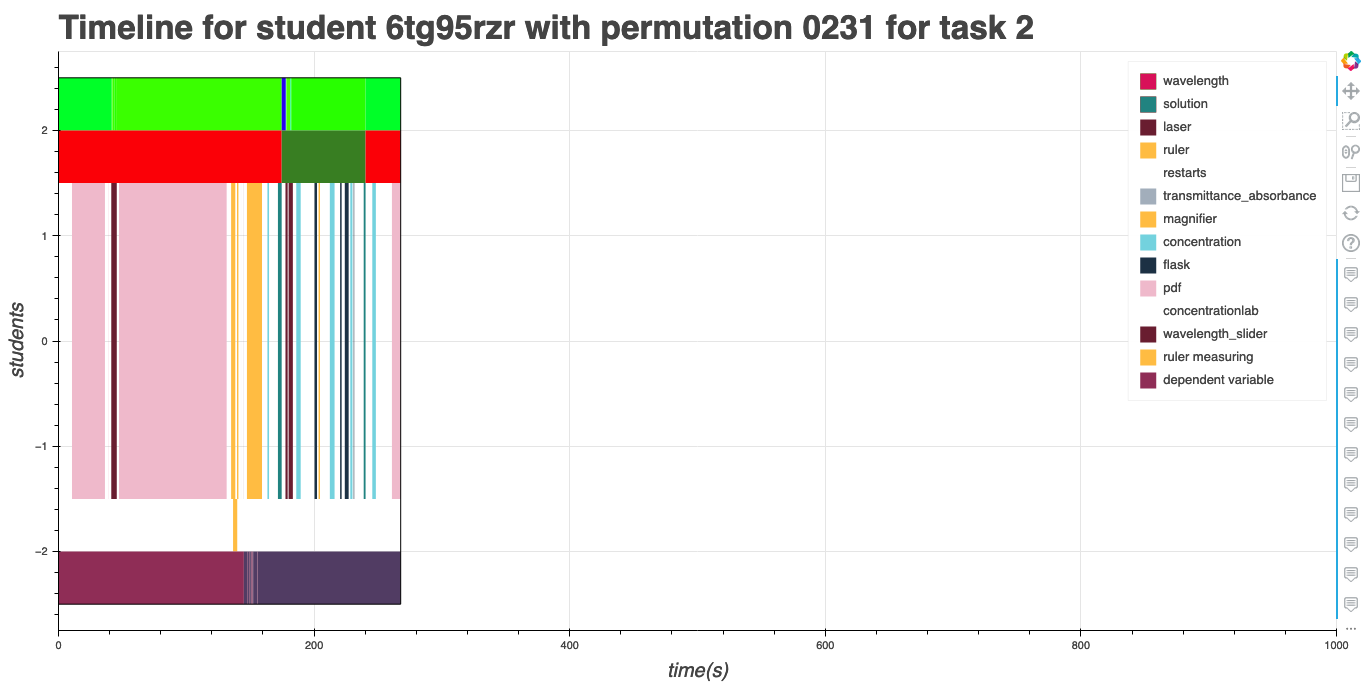 Timeline for student 6tg95rzr with permutation 0231 for task 2
wavelength
solution
laser
ruler
restarts
transmittance_absorbance
magnifier
concentration
flask
pdf
concentrationlab
wavelength_slider
ruler measuring
dependent variable
students
2
1
0
−1
−2
0
200
400
600
800
1000
time(s)